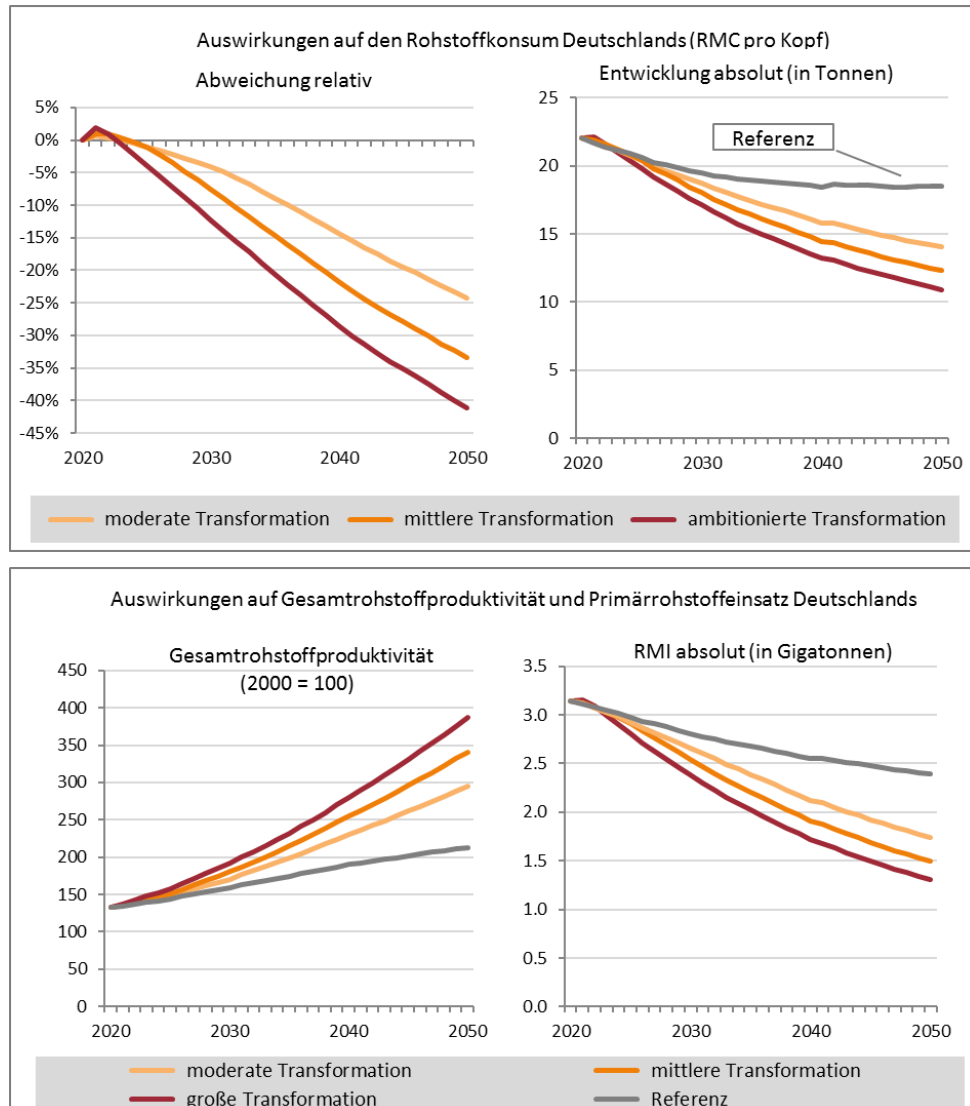 Auswirkungen auf den Rohstoffkonsum Deutschlands (RMC pro Kopf)
Abweichung relativ
5%
0%
-5%
-10%
-15%
-20%
-25%
-30%
-35%
-40%
-45%
2020 2030 2040 2050
Entwicklung absolut (in Tonnen)
25
20
15
10
5
0
Referenz
2020 2030 2040 2050
moderate Transformation mittlere Transformation ambitionierte Transformation
Auswirkungen auf Gesamtrohstoffproduktivität und Primärrohstoffeinsatz Deutschlands
Gesamtrohstoffproduktivität
(2000 = 100)
450
400
350
300
250
200
150
100
50
0
2020 2030 2040 2050
RMI absolut (in Gigatonnen)
3.5
3.0
2.5
2.0
1.5
1.0
0.5
0.0
2020 2030 2040 2050
moderate Transformation mittlere Transformation
große Transformation Referenz